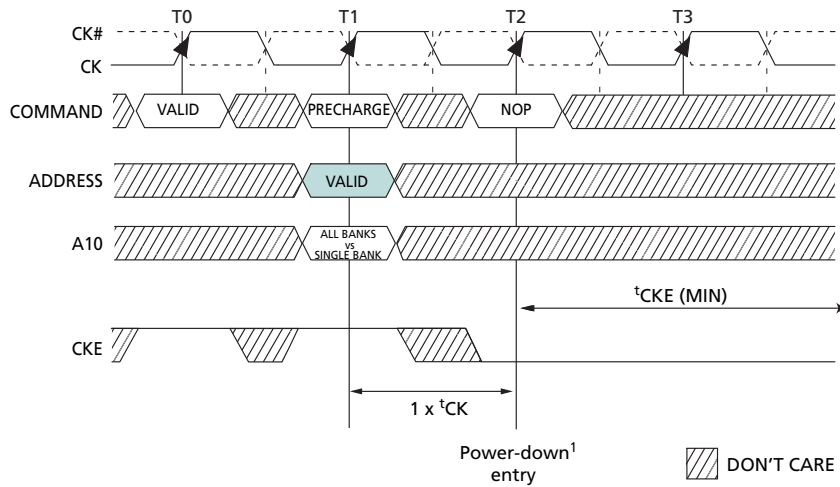 T0 T1 T2 T3
CK#
CK
COMMAND VALID PRECHARGE NOP
ADDRESS VALID
A10 ALL BANKS
vs
SINGLE BANK
tCKE (MIN)
CKE
1 x tCK
Power-down1
entry
DON'T CARE